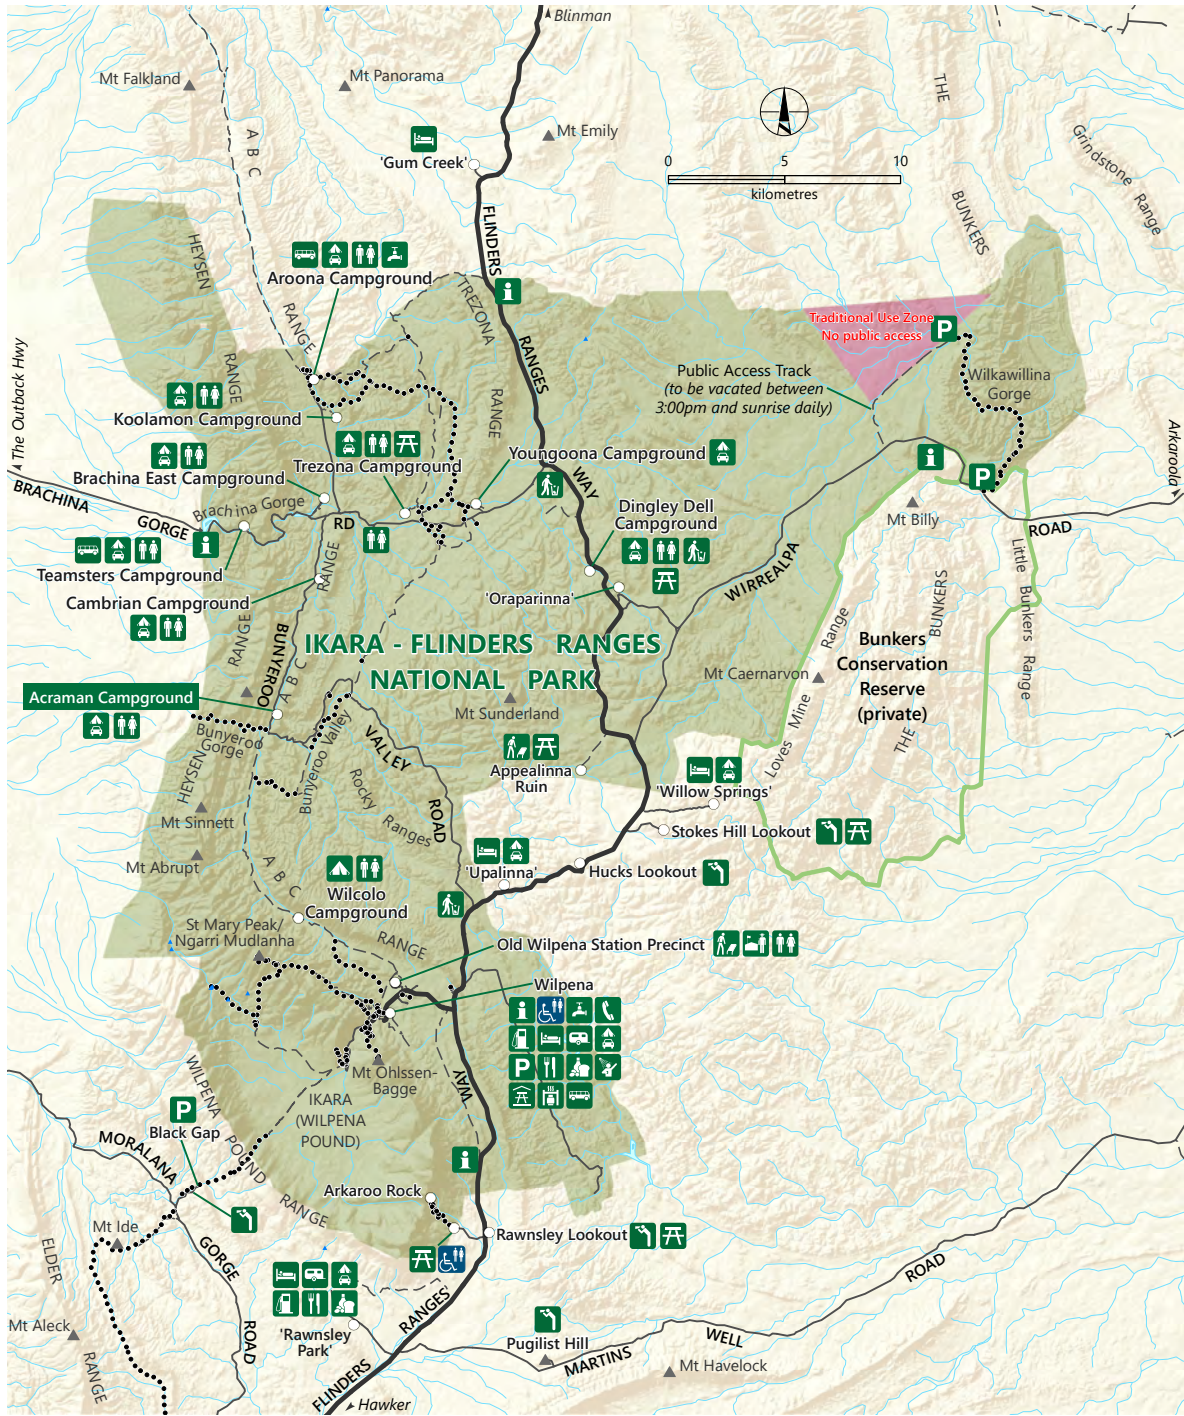 Blinman
Mt Falkland
Mt Panorama
THE
Mt Emily
'Gum Creek'
0 5 10
kilometres
A B C
Grindstone Range
BUNKERS
FLINDERS
HEYSEN
Aroona Campground
TREZONA
RANGE
Traditional Use Zone
No public access
P
RANGES
The Outback Hwy
RANGE
Public Access Track
(to be vacated between
3:00pm and sunrise daily)
Wilkawillina
Gorge
Koolamon Campground
RANGE
Arkaroola
Trezona Campground
Youngoona Campground
Brachina East Campground
P
WAY
BRACHINA
GORGE
Brachina Gorge
RD
Dingley Dell
Campground
Mt Billy
ROAD
Teamsters Campground
RANGE
WIRREALPA
Little Bunkers Range
Cambrian Campground
'Oraparinna'
BUNKERS
RANGE
BUNYEROO
IKARA - FLINDERS RANGES
NATIONAL PARK
Range
Bunkers
Conservation
Reserve
(private)
A B C
Mt Caernarvon
Acraman Campground
Mt Sunderland
Bunyeroo
Gorge
Bunyeroo Valley
VALLEY
Loves Mine
THE
Appealinna
Ruin
HEYSEN
Rocky Ranges
ROAD
'Willow Springs'
Mt Sinnett
Stokes Hill Lookout
Mt Abrupt
A B C
'Upalinna'
Hucks Lookout
Wilcolo
Campground
St Mary Peak/
Ngarri Mudlanha
RANGE
Old Wilpena Station Precinct
Wilpena
P
Mt Ohlssen-
Bagge
WAY
WILPENA POUND RANGE
IKARA
(WILPENA
POUND)
P
Black Gap
MORALANA
Arkaroo Rock
Mt Ide
Rawnsley Lookout
GORGE
ELDER
ROAD
Mt Aleck
'Rawnsley
Park'
RANGES
Pugilist Hill
WELL
RANGE
ROAD
MARTINS
Mt Havelock
FLINDERS
Hawker